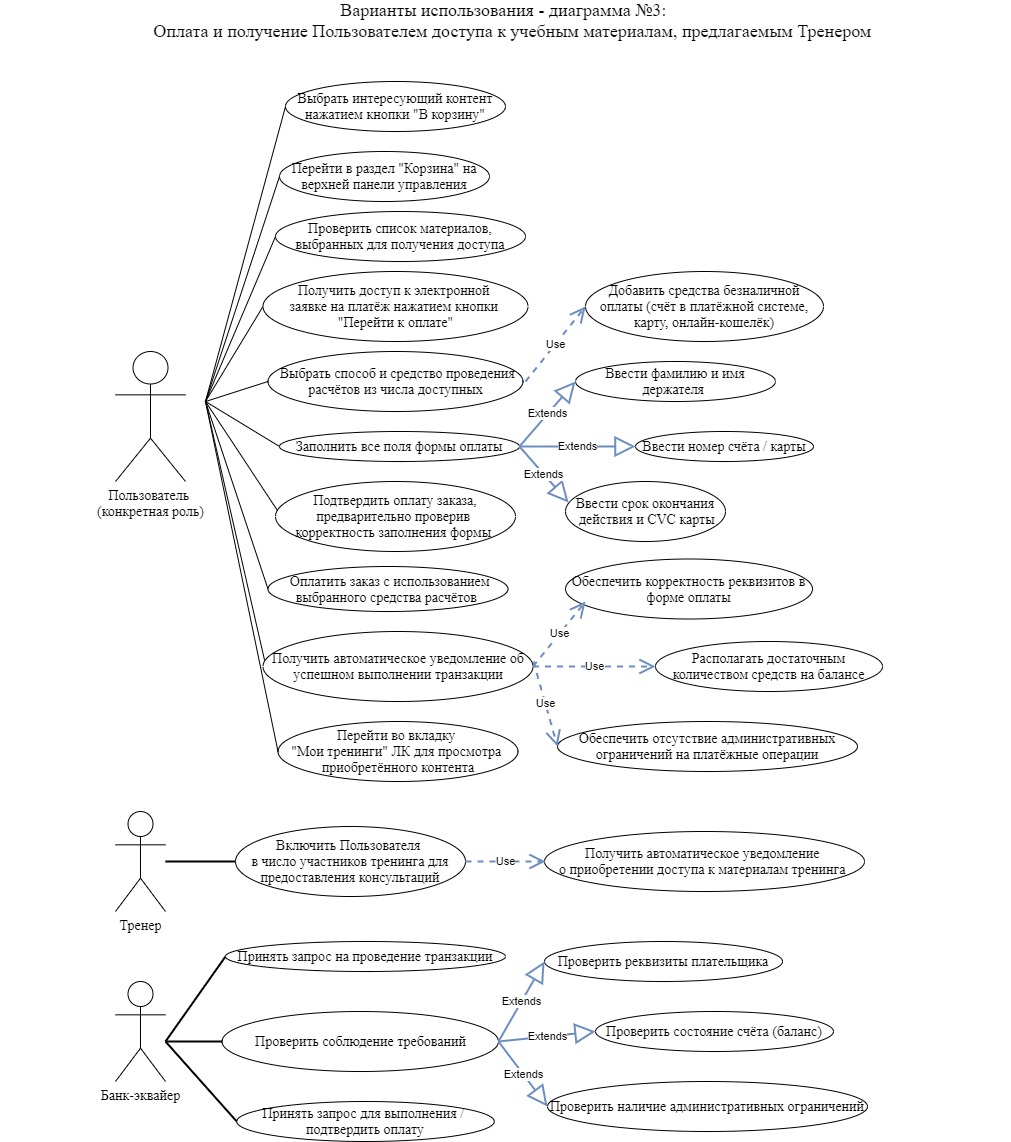 Варианты использования - диаграмма №3:
Оплата и получение Пользователем доступа к учебным материалам, предлагаемым Тренером
Выбрать интересующий контент
нажатием кнопки "В корзину"
Перейти в раздел "Корзина" на
верхней панели управления
Проверить список материалов,
выбранных для получения доступа
Получить доступ к электронной
заявке на платёж нажатием кнопки
"Перейти к оплате"
Добавить средства безналичной
оплаты (счёт в платёжной системе,
карту, онлайн-кошелёк)
Use
Выбрать способ и средство проведения
расчётов из числа доступных
Ввести фамилию и имя
держателя
Extends
Заполнить все поля формы оплаты
Extends
Ввести номер счёта / карты
Extends
Ввести срок окончания
действия и CVC карты
Пользователь
(конкретная роль)
Подтвердить оплату заказа,
предварительно проверив
корректность заполнения формы
Оплатить заказ с использованием
выбранного средства расчётов
Обеспечить корректность реквизитов в
форме оплаты
Use
Получить автоматическое уведомление об
успешном выполнении транзакции
Use
Располагать достаточным
количеством средств на балансе
Use
Обеспечить отсутствие административных
ограничений на платёжные операции
Перейти во вкладку
"Мои тренинги" ЛК для просмотра
приобретённого контента
Включить Пользователя
в число участников тренинга для
предоставления консультаций
Use
Получить автоматическое уведомление
о приобретении доступа к материалам тренинга
Тренер
Принять запрос на проведение транзакции
Проверить реквизиты плательщика
Extends
Проверить соблюдение требований
Extends
Проверить состояние счёта (баланс)
Extends
Проверить наличие административных ограничений
Банк-эквайер
Принять запрос для выполнения /
подтвердить оплату